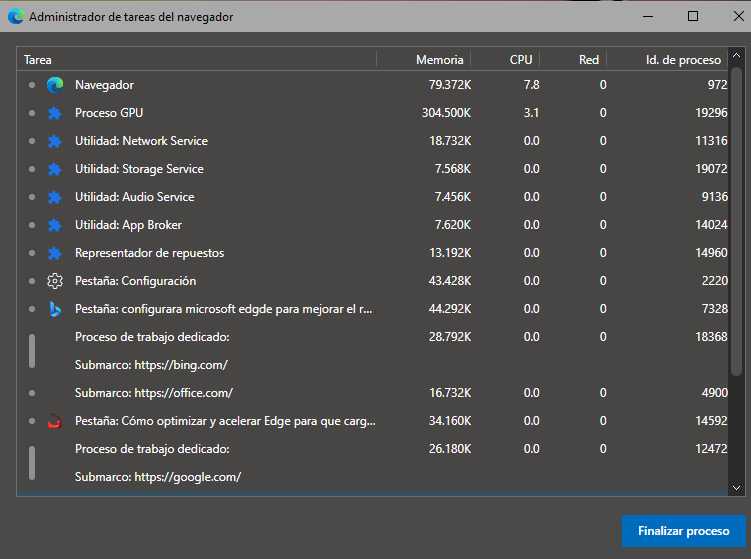 Administrador de tareas del navegador
Tarea Memoria CPU Red Id. de proceso
Navegador 79.372K 7.8 0 972
Proceso GPU 304.500K 3.1 0 19296
Utilidad: Network Service 18.732K 0.0 0 11316
Utilidad: Storage Service 7.568K 0.0 0 19072
Utilidad: Audio Service 7.456K 0.0 0 9136
Utilidad: App Broker 7.620K 0.0 0 14024
Representador de repuestos 13.192K 0.0 0 14960
Pestaña: Configuración 43.428K 0.0 0 2220
Pestaña: configurara microsoft edgde para mejorar el r... 44.292K 0.0 0 7328
Proceso de trabajo dedicado: 28.792K 0.0 0 18368
Submarco: https://bing.com/
Submarco: https://office.com/ 16.732K 0.0 0 4900
Pestaña: Cómo optimizar y acelerar Edge para que carg... 34.160K 0.0 0 14592
Proceso de trabajo dedicado: 26.180K 0.0 0 12472
Submarco: https://google.com/
Finalizar proceso